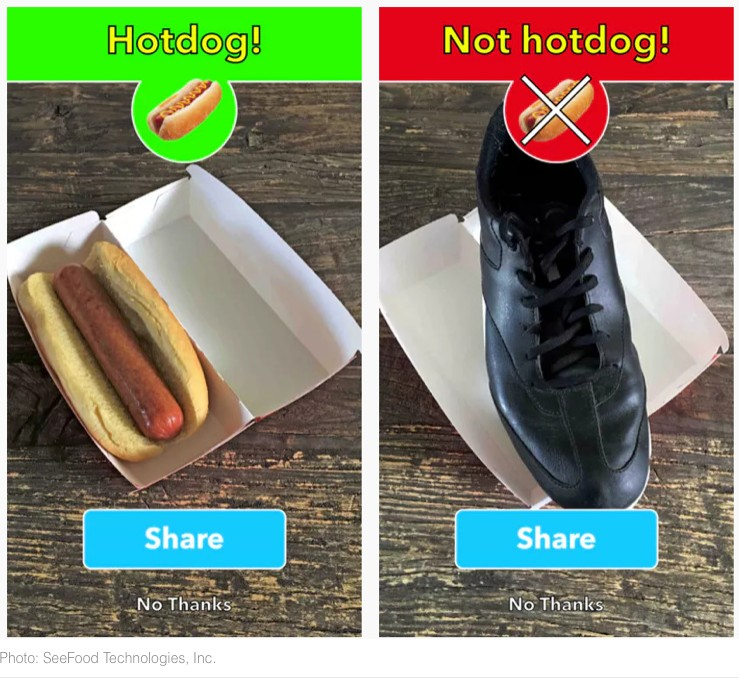 Hotdog!
Not hotdog!
Share
Share
No Thanks
No Thanks
Photo: SeeFood Technologies, Inc.